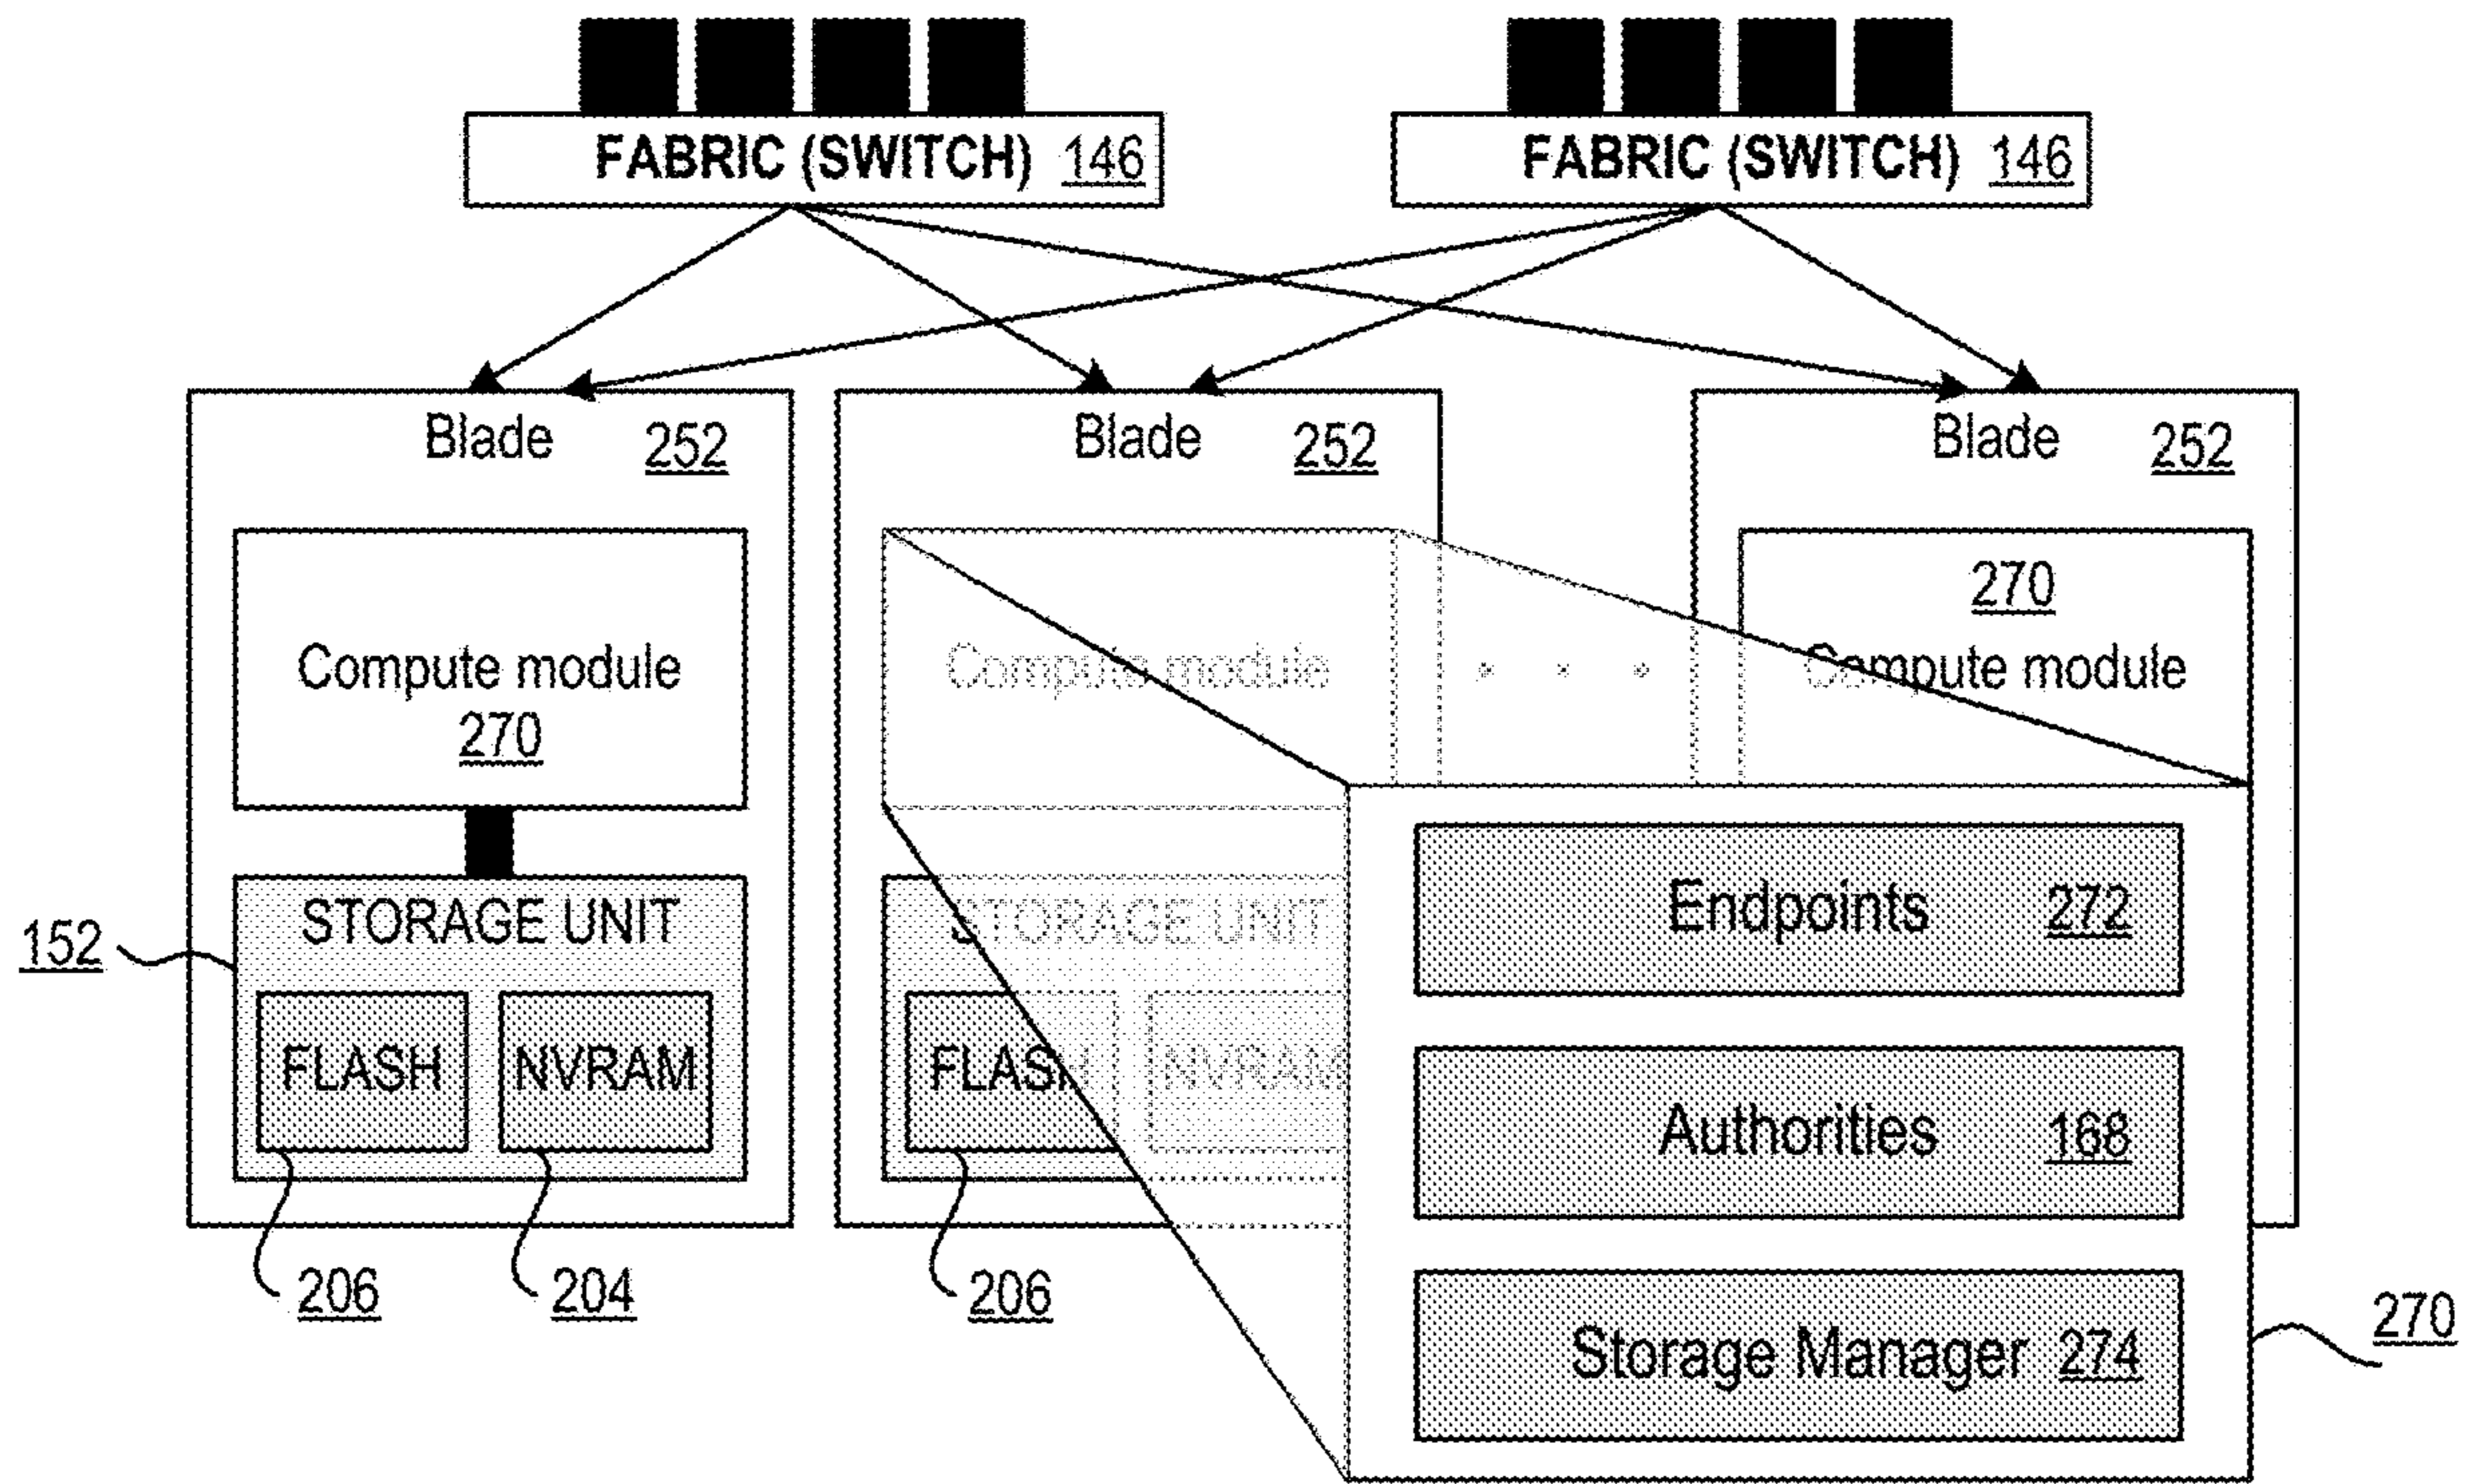 FABRIC (SWITCH) 146
FABRIC (SWITCH) 146
Blade 252
Blade 252
Blade 252
Compute module
270
Compute module
270
Compute module
152
STORAGE UNIT
FLASH
NVRAM
206
204
STORAGE UNIT
FLASH
NVRAM
206
Endpoints 272
Authorities 168
Storage Manager 274
270